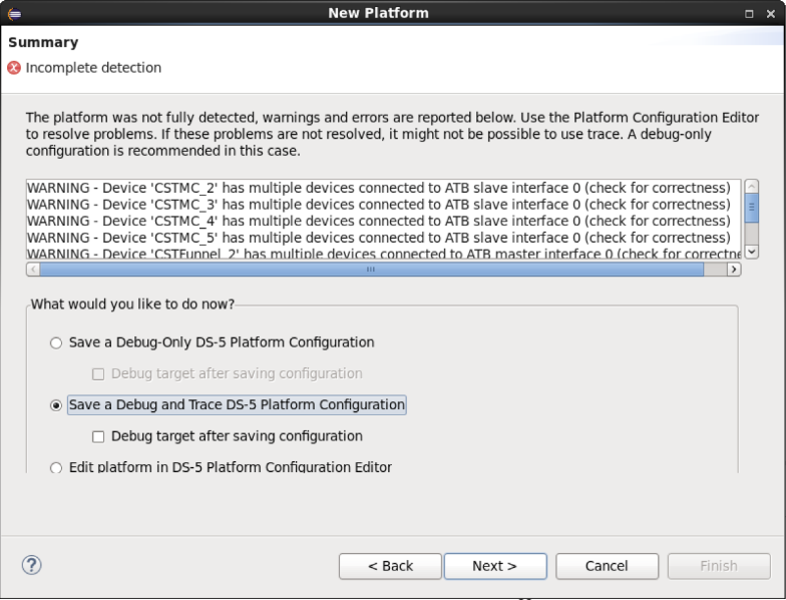 New Platform
Summary
Incomplete detection
The platform was not fully detected, warnings and errors are reported below. Use the Platform Configuration Editor
to resolve problems. If these problems are not resolved, it might not be possible to use trace. A debug-only
configuration is recommended in this case.
WARNING - Device 'CSTMC_2' has multiple devices connected to ATB slave interface 0 (check for correctness)
WARNING - Device 'CSTMC_3' has multiple devices connected to ATB slave interface 0 (check for correctness)
WARNING - Device 'CSTMC_4' has multiple devices connected to ATB slave interface 0 (check for correctness)
WARNING - Device 'CSTMC_5' has multiple devices connected to ATB slave interface 0 (check for correctness)
WARNING - Device 'CSTFunnel_2' has multiple devices connected to ATB master interface 0 (check for correctne
What would you like to do now?
Save a Debug-Only DS-5 Platform Configuration
Debug target after saving configuration
Save a Debug and Trace DS-5 Platform Configuration
Debug target after saving configuration
Edit platform in DS-5 Platform Configuration Editor
? < Back Next > Cancel Finish